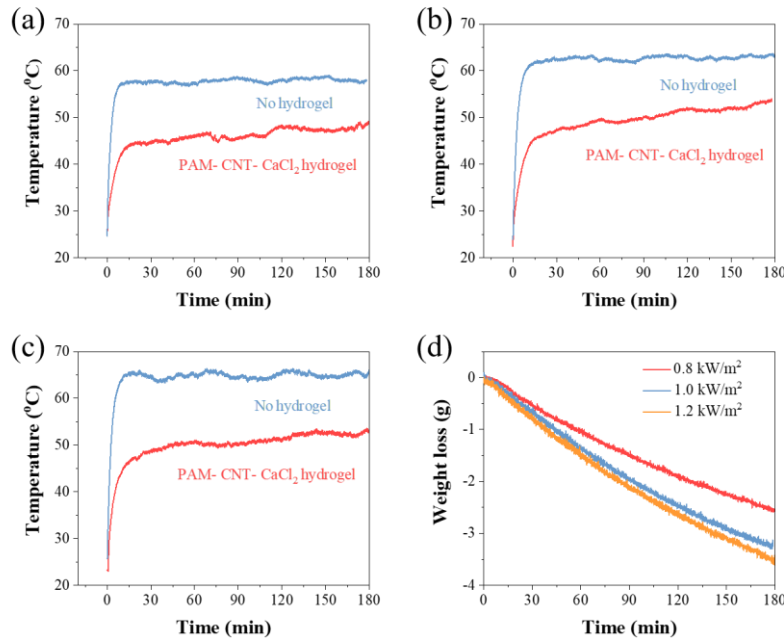 (a)
70
60
50
40
30
20
Temperature (⁰C)
No hydrogel
PAM- CNT- CaCl₂ hydrogel
0 30 60 90 120 150 180
Time (min)
(b)
70
60
50
40
30
20
Temperature (⁰C)
No hydrogel
PAM- CNT- CaCl₂ hydrogel
0 30 60 90 120 150 180
Time (min)
(c)
70
60
50
40
30
20
Temperature (⁰C)
No hydrogel
PAM- CNT- CaCl₂ hydrogel
0 30 60 90 120 150 180
Time (min)
(d)
0
-1
-2
-3
-4
Weight loss (g)
0.8 kW/m²
1.0 kW/m²
1.2 kW/m²
0 30 60 90 120 150 180
Time (min)